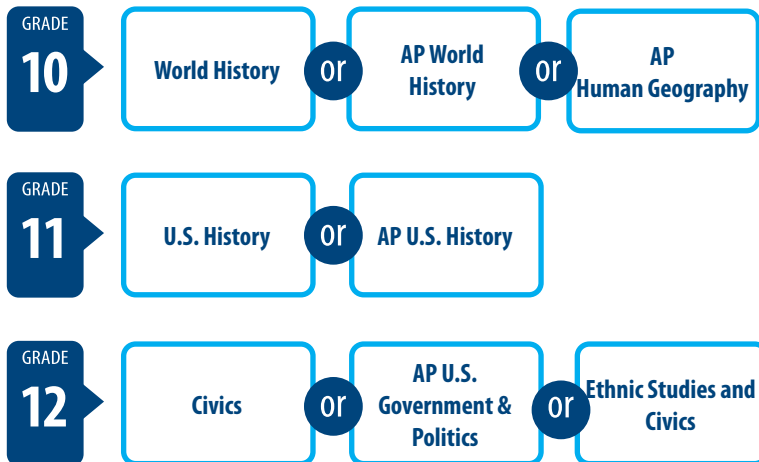 GRADE
10
World History
or
AP World
History
or
AP
Human Geography
GRADE
11
U.S. History
or
AP U.S. History
GRADE
12
Civics
or
AP U.S.
Government &
Politics
or
Ethnic Studies and
Civics